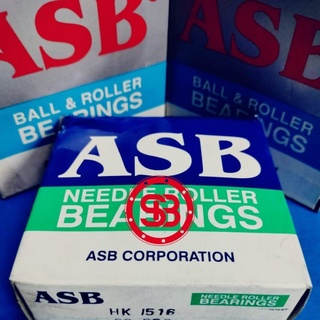 ASB
BALL & ROLLER
BEARINGS
ASB
BALL & ROLLER
BEARINGS
ASB
NEEDLE ROLLER
BEARINGS
SB
ASB CORPORATION
ASB
HK 1516
NEEDLE ROLLER
BEARINGS